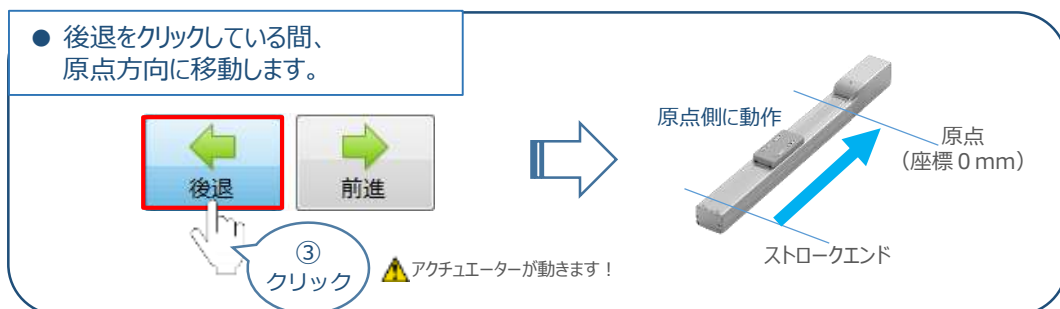 ● 後退をクリックしている間、
原点方向に移動します。
後退
前進
③
クリック
アクチュエーターが動きます！
原点側に動作
原点
（座標０mm）
ストロークエンド